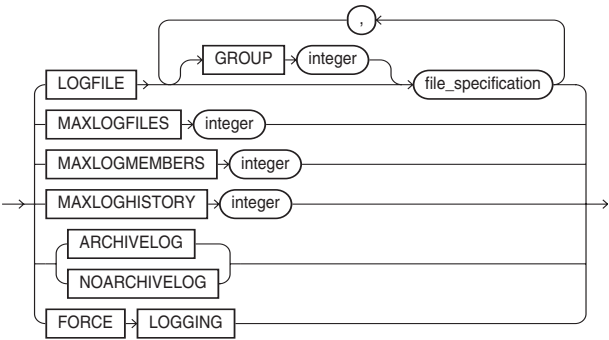 ,
GROUP integer
LOGFILE file_specification
MAXLOGFILES integer
MAXLOGMEMBERS integer
MAXLOGHISTORY integer
ARCHIVELOG
NOARCHIVELOG
FORCE LOGGING